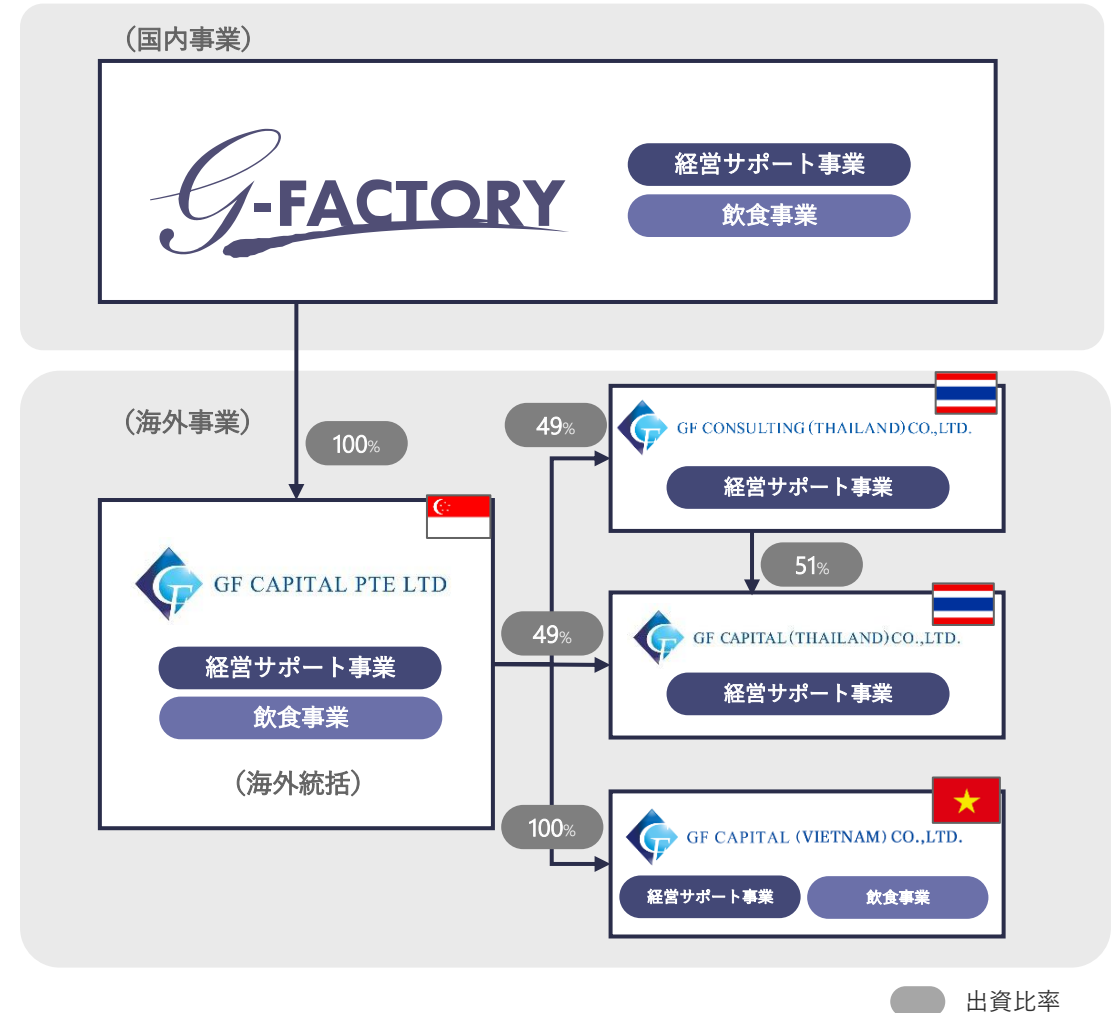 （国内事業）
G-FACTORY
経営サポート事業
飲食事業
（海外事業）
100%
GF CAPITAL PTE LTD
経営サポート事業
飲食事業
（海外統括）
49%
GF CONSULTING (THAILAND) CO.,LTD.
経営サポート事業
51%
49%
GF CAPITAL (THAILAND) CO.,LTD.
経営サポート事業
100%
GF CAPITAL (VIETNAM) CO.,LTD.
経営サポート事業
飲食事業
出資比率